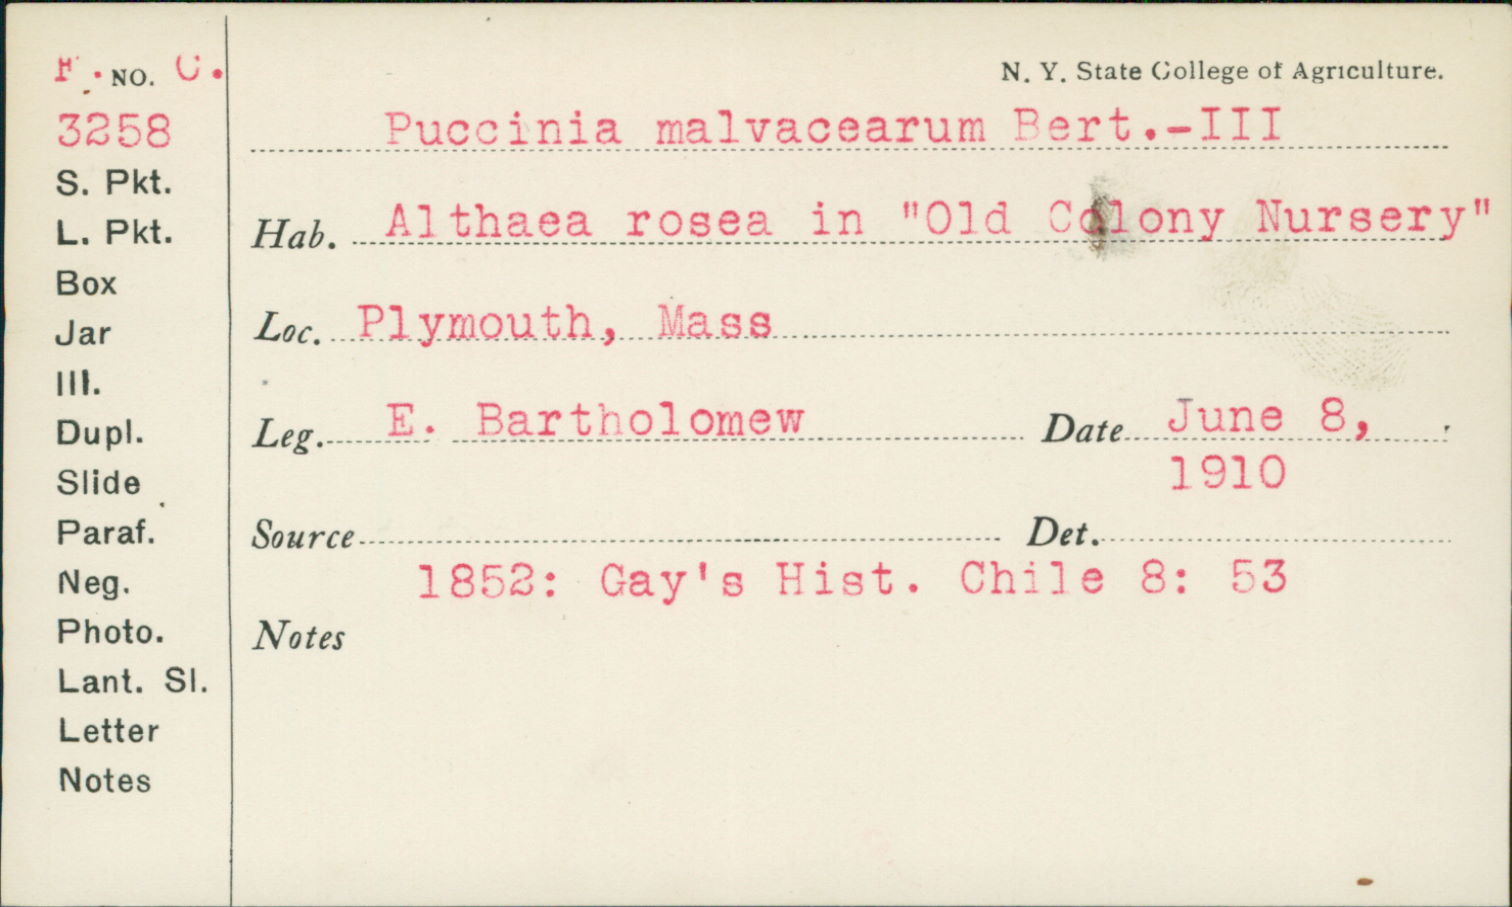 F. NO. C.
3258
S. Pkt.
L. Pkt.
Box
Jar
Ill.
Dupl.
Slide
Paraf.
Neg.
Photo.
Lant. Sl.
Letter
Notes
N. Y. State College of Agriculture.
Puccinia malvacearum Bert.-III
Hab. Althaea rosea in "Old Colony Nursery"
Loc. Plymouth, Mass
Leg. E. Bartholomew Date June 8,
1910
Source Det.
1852: Gay's Hist. Chile 8: 53
Notes